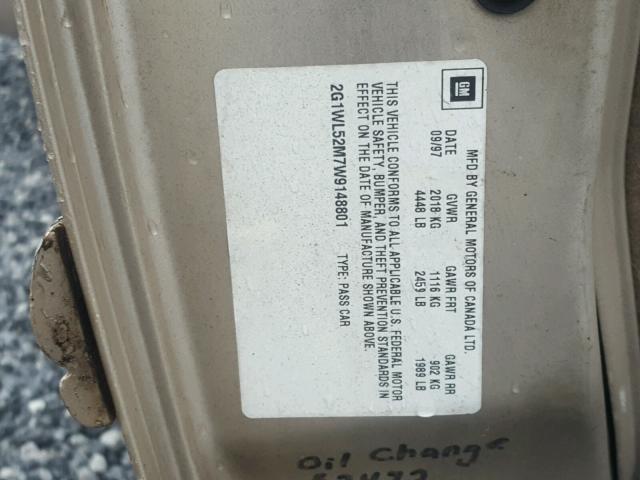 GM
MFD BY GENERAL MOTORS OF CANADA LTD.
DATE GVWR GAWR FRT GAWR RR
09/97 2018 KG 1116 KG 902 KG
4448 LB 2459 LB 1989 LB
THIS VEHICLE CONFORMS TO ALL APPLICABLE U.S. FEDERAL MOTOR
VEHICLE SAFETY, BUMPER, AND THEFT PREVENTION STANDARDS IN
EFFECT ON THE DATE OF MANUFACTURE SHOWN ABOVE.
2G1WL52M7W9148801 TYPE: PASS CAR
Oil Change